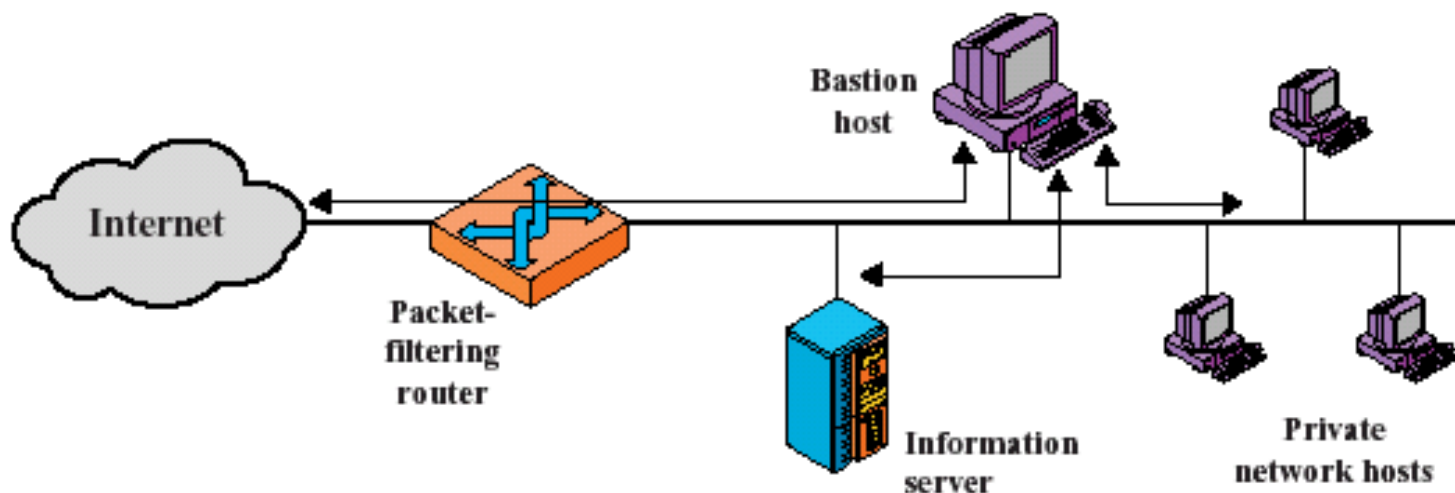 Bastion
host
Internet
Packet-
filtering
router
Information
server
Private
network hosts